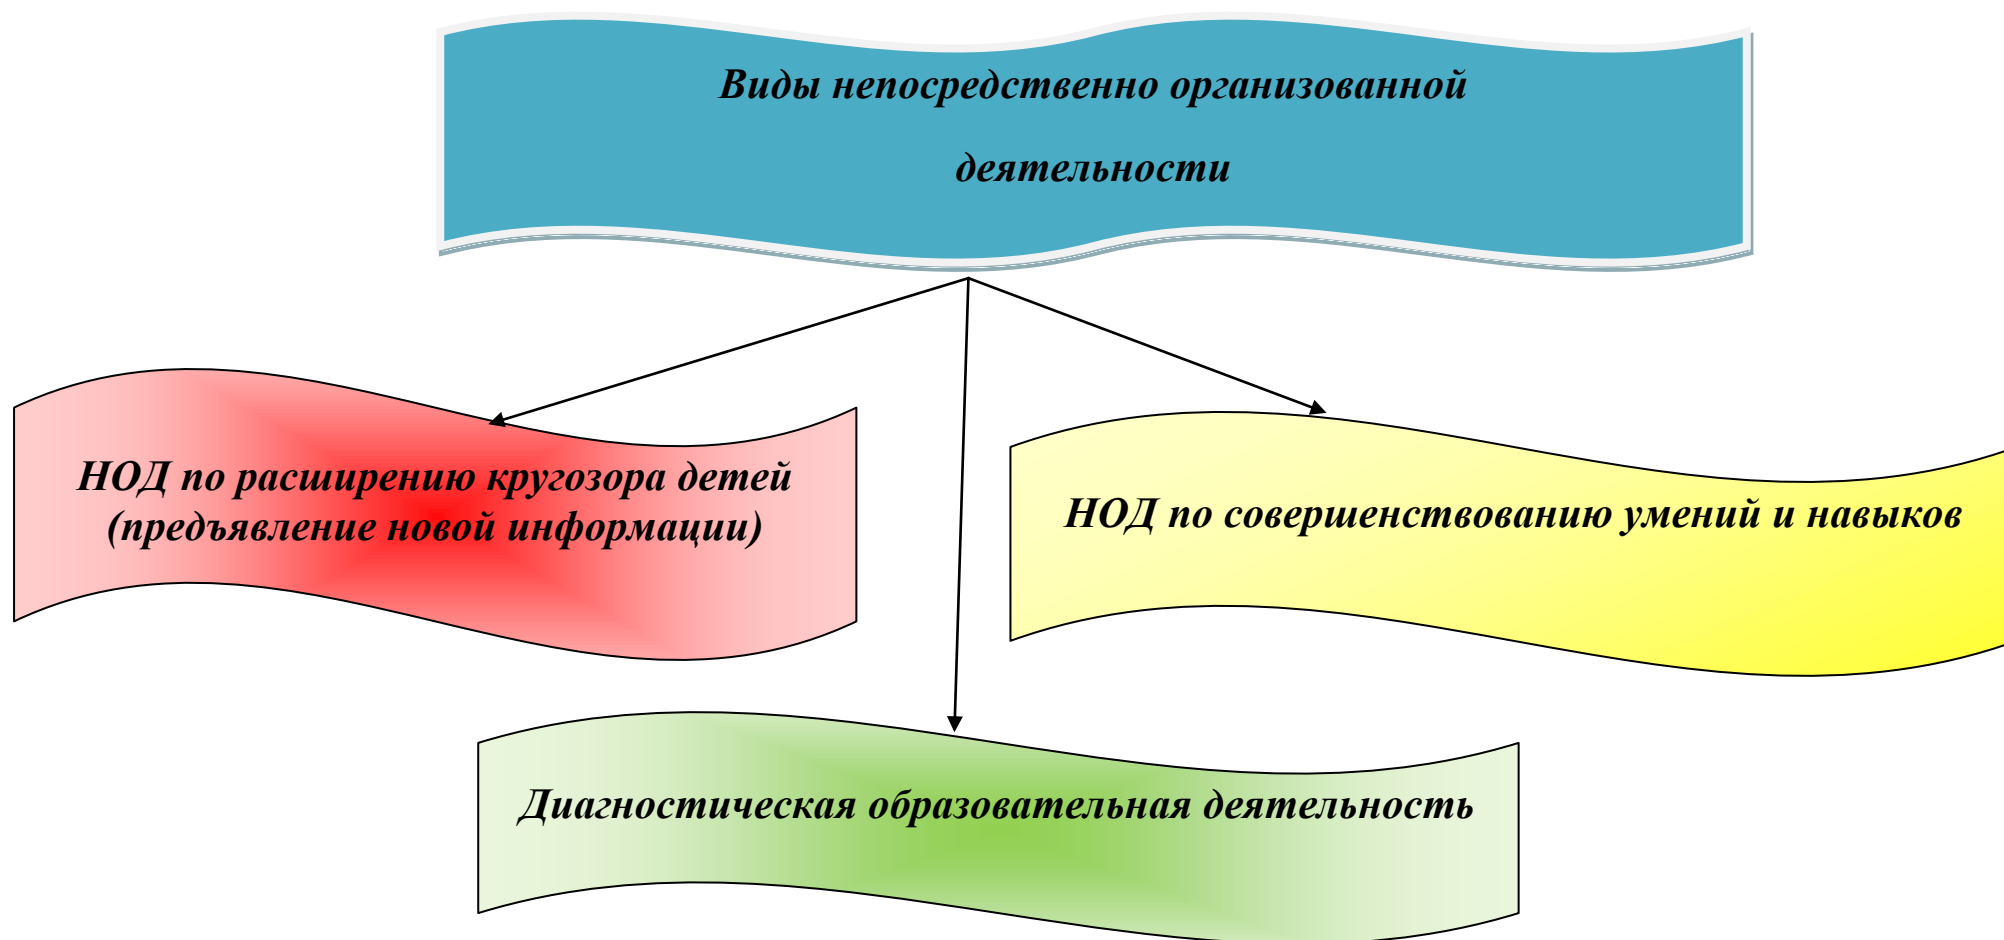 Виды непосредственно организованной
деятельности
НОД по расширению кругозора детей
(предъявление новой информации)
НОД по совершенствованию умений и навыков
Диагностическая образовательная деятельность